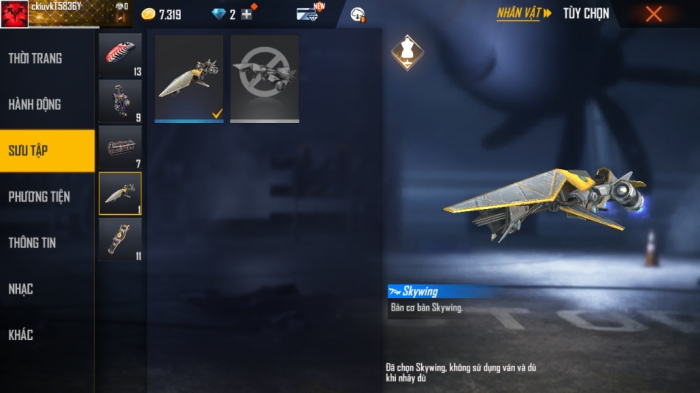 ckiuvkT5836Y
0
7.319
2
NEW
NHÂN VẬT
TÙY CHỌN
THỜI TRANG
HÀNH ĐỘNG
SƯU TẬP
PHƯƠNG TIỆN
THÔNG TIN
NHẠC
KHÁC
13
9
7
1
11
Skywing
Bản cơ bản Skywing.
Đã chọn Skywing, không sử dụng ván và dù
khi nhảy dù